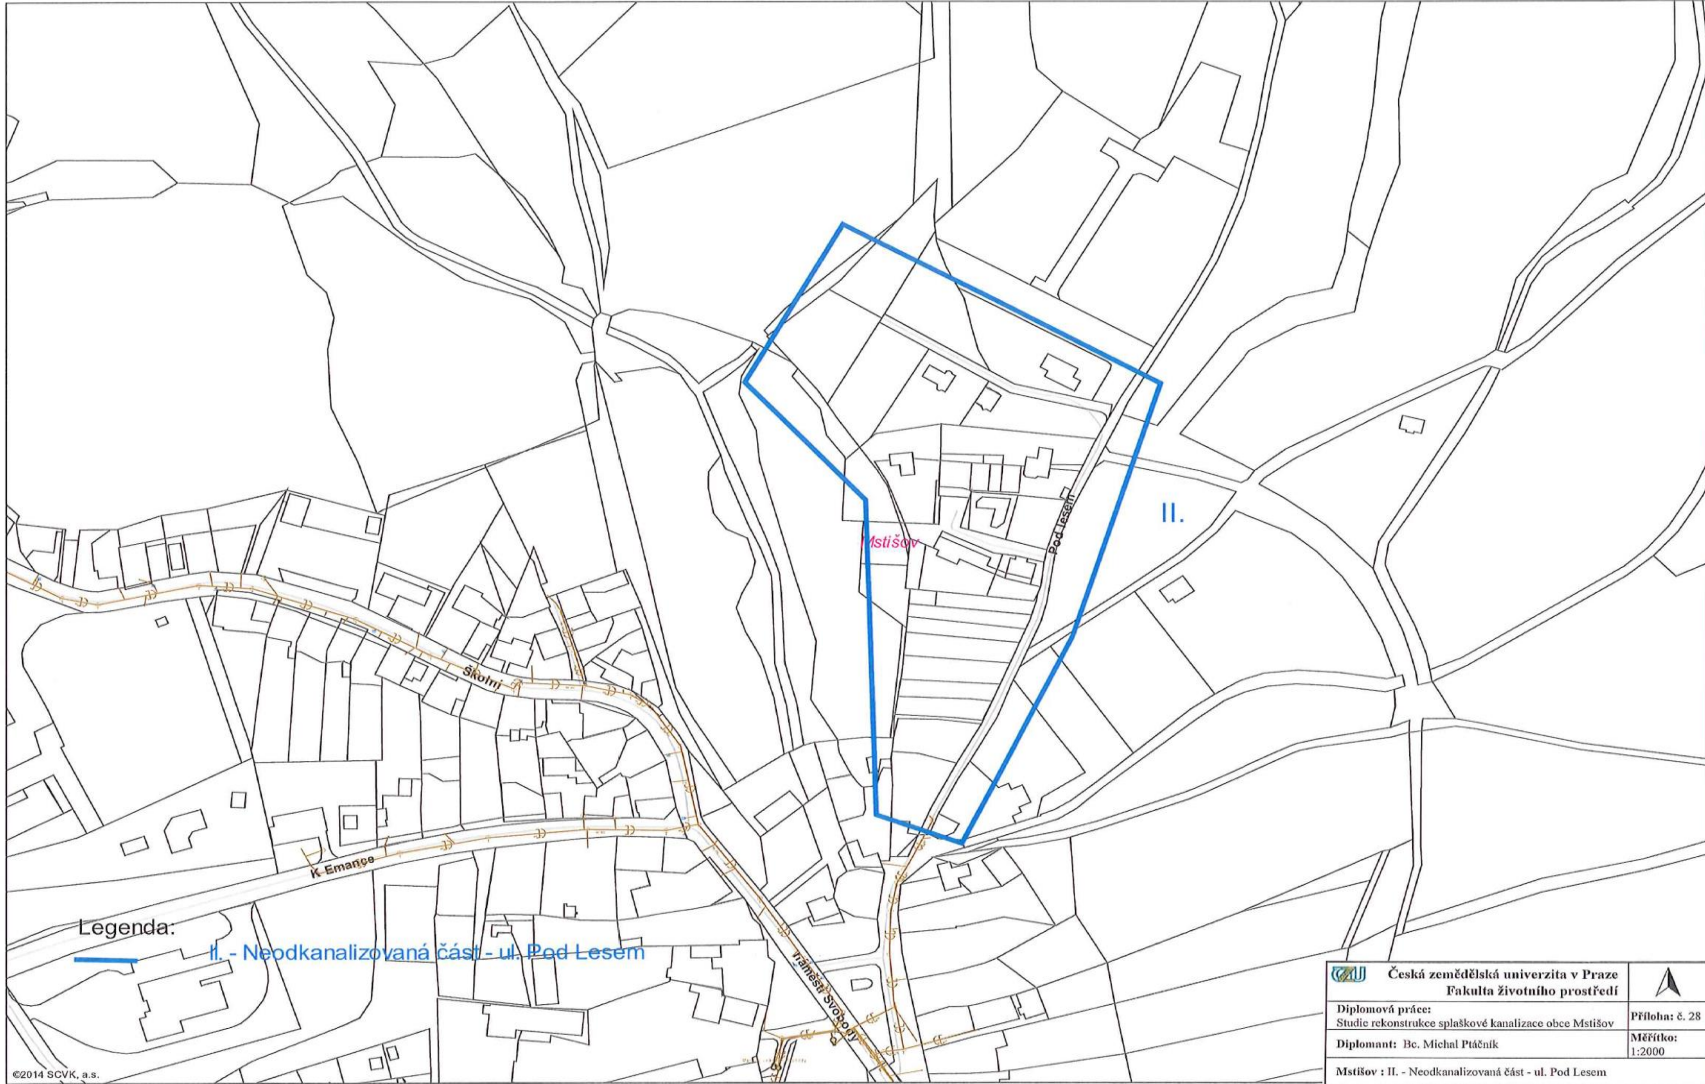 II.
Mstišov
Pod lesem
Školní
K Emance
náměstí Svobody
Legenda:
II. - Neodkanalizovaná část - ul. Pod Lesem
©2014 SCVK, a.s.
ČZU
Česká zemědělská univerzita v Praze
Fakulta životního prostředí
Diplomová práce:
Studie rekonstrukce splaškové kanalizace obce Mstišov
Příloha: č. 28
Diplomant: Bc. Michal Ptáčník
Měřítko:
1:2000
Mstišov : II. - Neodkanalizovaná část - ul. Pod Lesem